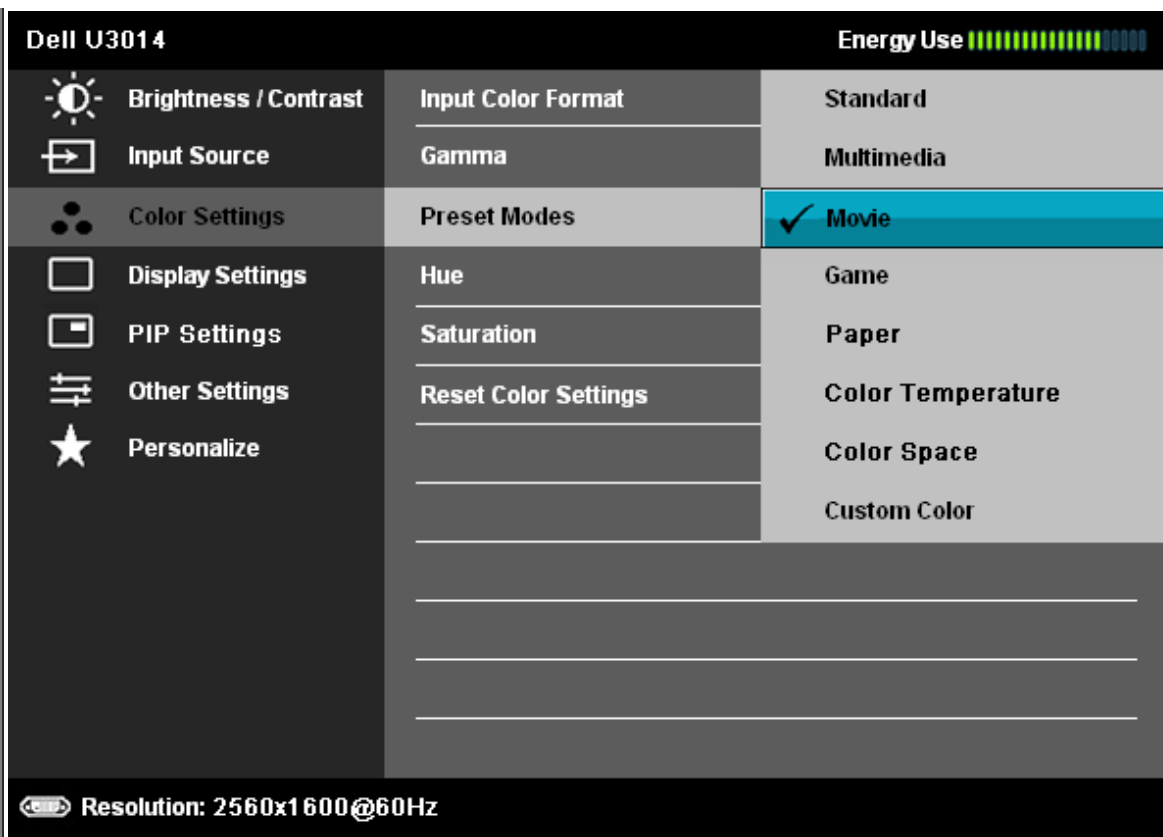 Dell U3014
Energy Use
Brightness / Contrast
Input Source
Color Settings
Display Settings
PIP Settings
Other Settings
Personalize
Input Color Format
Gamma
Preset Modes
Hue
Saturation
Reset Color Settings
Standard
Multimedia
Movie
Game
Paper
Color Temperature
Color Space
Custom Color
Resolution: 2560x1600@60Hz